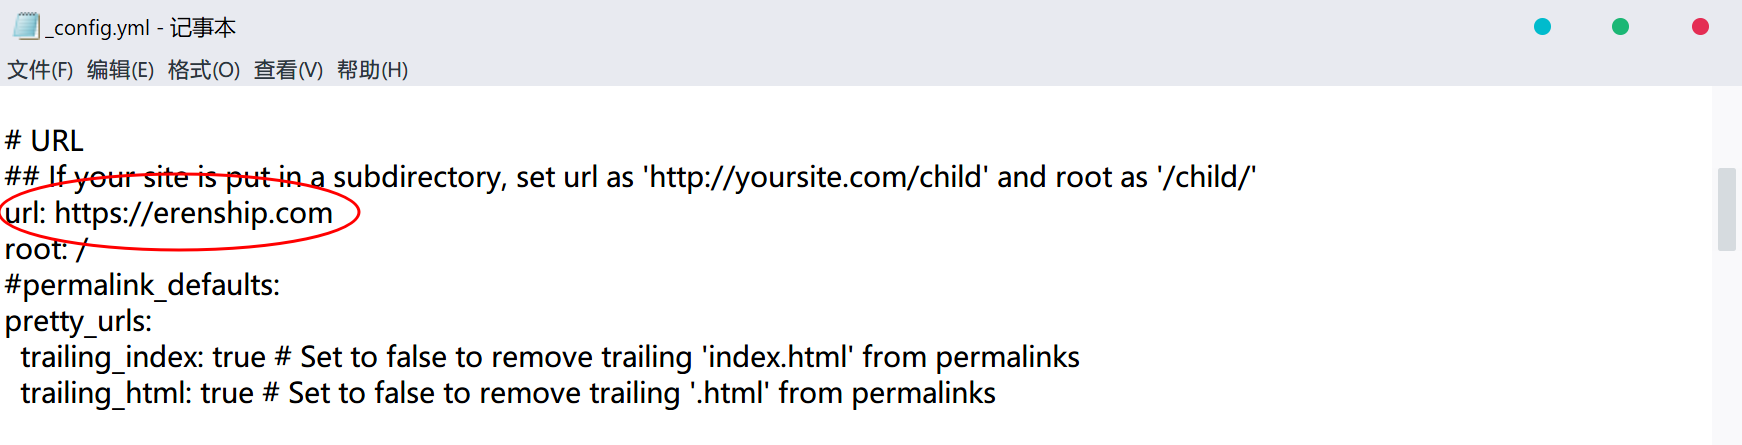 _config.yml - 记事本
文件(F) 编辑(E) 格式(O) 查看(V) 帮助(H)
# URL
## If your site is put in a subdirectory, set url as 'http://yoursite.com/child' and root as '/child/'
url: https://erenship.com
root: /
#permalink_defaults:
pretty_urls:
  trailing_index: true # Set to false to remove trailing 'index.html' from permalinks
  trailing_html: true # Set to false to remove trailing '.html' from permalinks